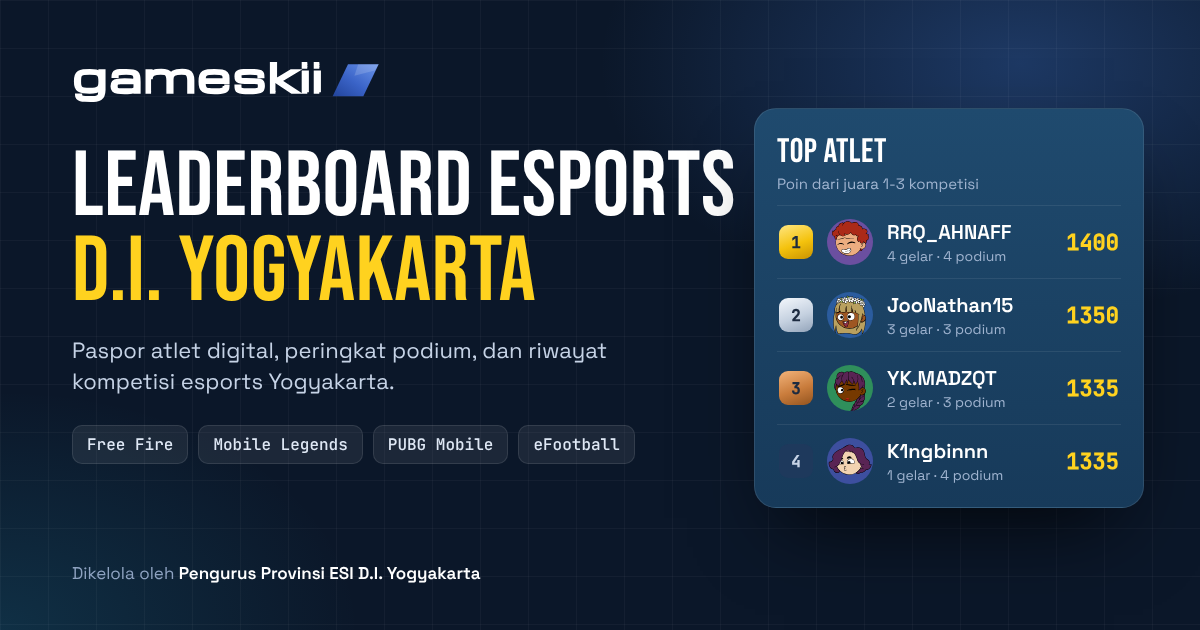 gameskii
LEADERBOARD ESPORTS
D.I. YOGYAKARTA
Paspor atlet digital, peringkat podium, dan riwayat
kompetisi esports Yogyakarta.
Free Fire
Mobile Legends
PUBG Mobile
eFootball
Dikelola oleh Pengurus Provinsi ESI D.I. Yogyakarta
TOP ATLET
Poin dari juara 1-3 kompetisi
1 RRQ_AHNAFF 1400
4 gelar · 4 podium
2 JooNathan15 1350
3 gelar · 3 podium
3 YK.MADZQT 1335
2 gelar · 3 podium
4 K1ngbinnn 1335
1 gelar · 4 podium